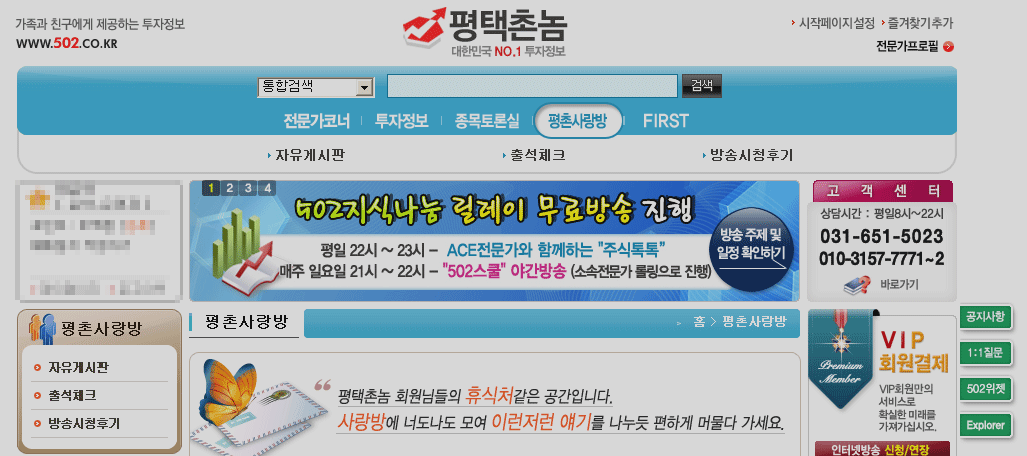 가족과 친구에게 제공하는 투자정보
WWW.502.CO.KR
평택촌놈
대한민국 NO.1 투자정보
시작페이지설정 즐겨찾기추가
전문가프로필
통합검색
검색
전문가코너 투자정보 종목토론실 평촌사랑방 FIRST
자유게시판 출석체크 방송시청후기
1 2 3 4
502지식나눔 릴레이 무료방송 진행
평일 22시 ~ 23시 - ACE전문가와 함께하는 "주식톡톡"
매주 일요일 21시 ~ 22시 - "502스쿨" 야간방송 (소속전문가 롤링으로 진행)
방송 주제 및
일정 확인하기
고객센터
상담시간 : 평일8시~22시
031-651-5023
010-3157-7771~2
바로가기
평촌사랑방
자유게시판
출석체크
방송시청후기
평촌사랑방
홈 > 평촌사랑방
평택촌놈 회원님들의 휴식처같은 공간입니다.
사랑방에 너도나도 모여 이런저런 얘기를 나누듯 편하게 머물다 가세요.
Premium
Member
VIP
회원결제
VIP회원만의
서비스로
확실한 미래를
가져가십시오.
인터넷방송 신청/연장
공지사항
1:1질문
502위젯
Explorer